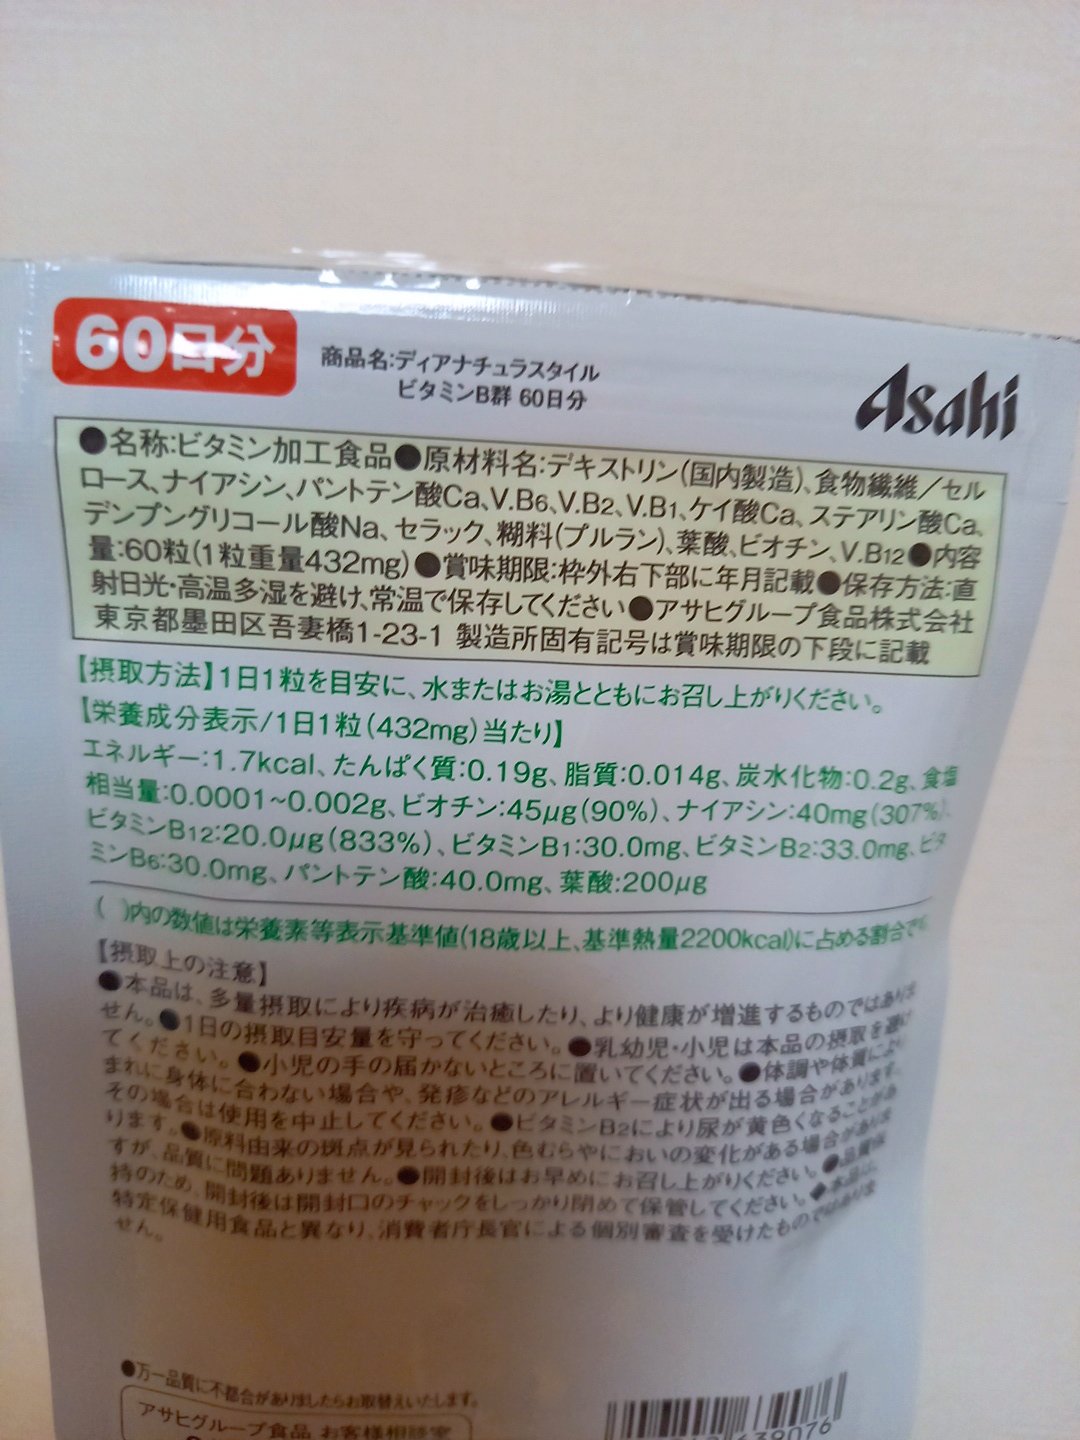 60日分
商品名:ディアナチュラスタイル
ビタミンB群 60日分
Asahi
●名称:ビタミン加工食品●原材料名:デキストリン(国内製造)、食物繊維/セル
ロース、ナイアシン、パントテン酸Ca、V.B6、V.B2、V.B1、ケイ酸Ca、ステアリン酸Ca、
デンプングリコール酸Na、セラック、糊料(プルラン)、葉酸、ビオチン、V.B12●内容
量:60粒(1粒重量432mg)●賞味期限:枠外右下部に年月記載●保存方法:直
射日光・高温多湿を避け、常温で保存してください●アサヒグループ食品株式会社
東京都墨田区吾妻橋1-23-1 製造所固有記号は賞味期限の下段に記載
【摂取方法】1日1粒を目安に、水またはお湯とともにお召し上がりください。
【栄養成分表示/1日1粒(432mg)当たり】
エネルギー:1.7kcal、たんぱく質:0.19g、脂質:0.014g、炭水化物:0.2g、食塩
相当量:0.0001~0.002g、ビオチン:45μg(90%)、ナイアシン:40mg(307%)、
ビタミンB12:20.0μg(833%)、ビタミンB1:30.0mg、ビタミンB2:33.0mg、ビタ
ミンB6:30.0mg、パントテン酸:40.0mg、葉酸:200μg
( )内の数値は栄養素等表示基準値(18歳以上、基準熱量2200kcal)に占める割合です
【摂取上の注意】
●本品は、多量摂取により疾病が治癒したり、より健康が増進するものではありま
せん。●1日の摂取目安量を守ってください。●乳幼児・小児は本品の摂取を避け
てください。●小児の手の届かないところに置いてください。●体調や体質により
まれに身体に合わない場合や、発疹などのアレルギー症状が出る場合があります。
その場合は使用を中止してください。●ビタミンB2により尿が黄色くなることがあ
ります。●原料由来の斑点が見られたり、色むらやにおいの変化がある場合がありま
すが、品質に問題ありません。●開封後はお早めにお召し上がりください。●品質保
持のため、開封後は開封口のチャックをしっかり閉めて保管してください。◆本品は、
特定保健用食品と異なり、消費者庁長官による個別審査を受けたものではありま
せん。
●万一品質に不都合がありましたらお取替えいたします。
アサヒグループ食品 お客様相談室